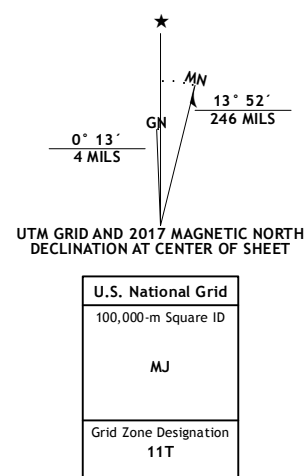 ★
MN
GN
13° 52´
246 MILS
0° 13´
4 MILS
UTM GRID AND 2017 MAGNETIC NORTH
DECLINATION AT CENTER OF SHEET
U.S. National Grid
100,000-m Square ID
MJ
Grid Zone Designation
11T